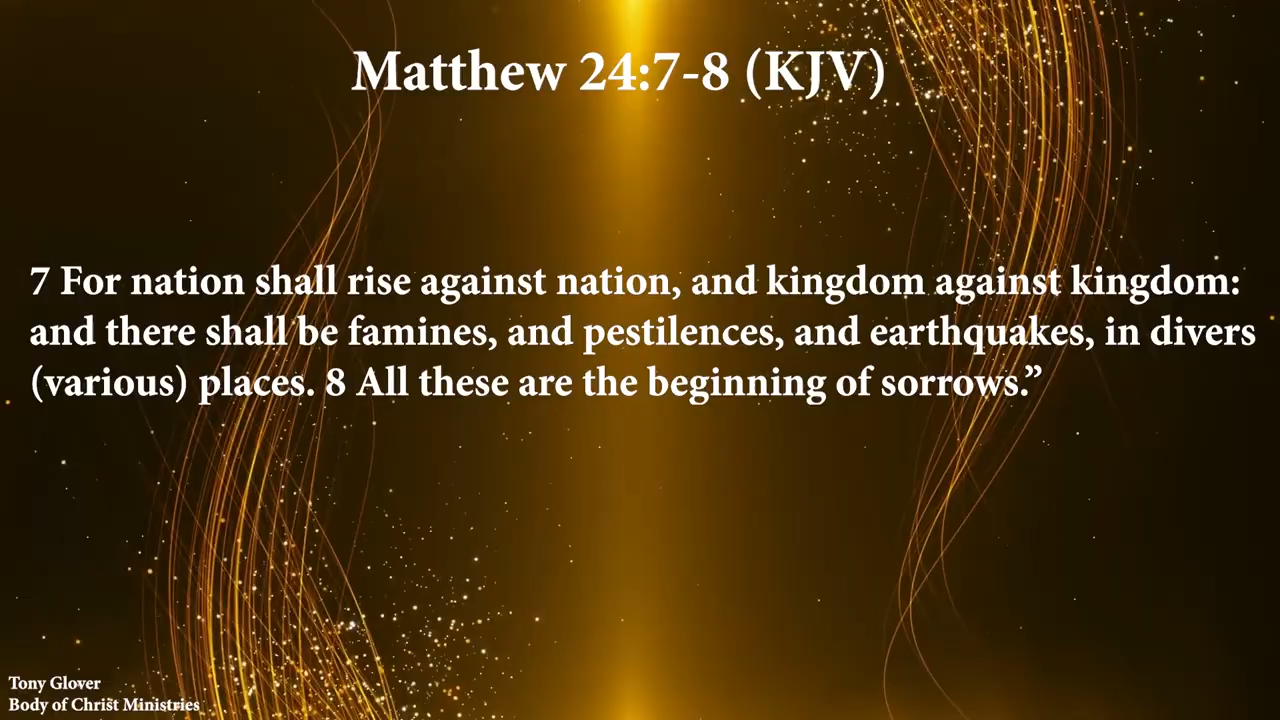 Matthew 24:7-8 (KJV)
7 For nation shall rise against nation, and kingdom against kingdom:
and there shall be famines, and pestilences, and earthquakes, in divers
(various) places. 8 All these are the beginning of sorrows.”
Tony Glover
Body of Christ Ministries